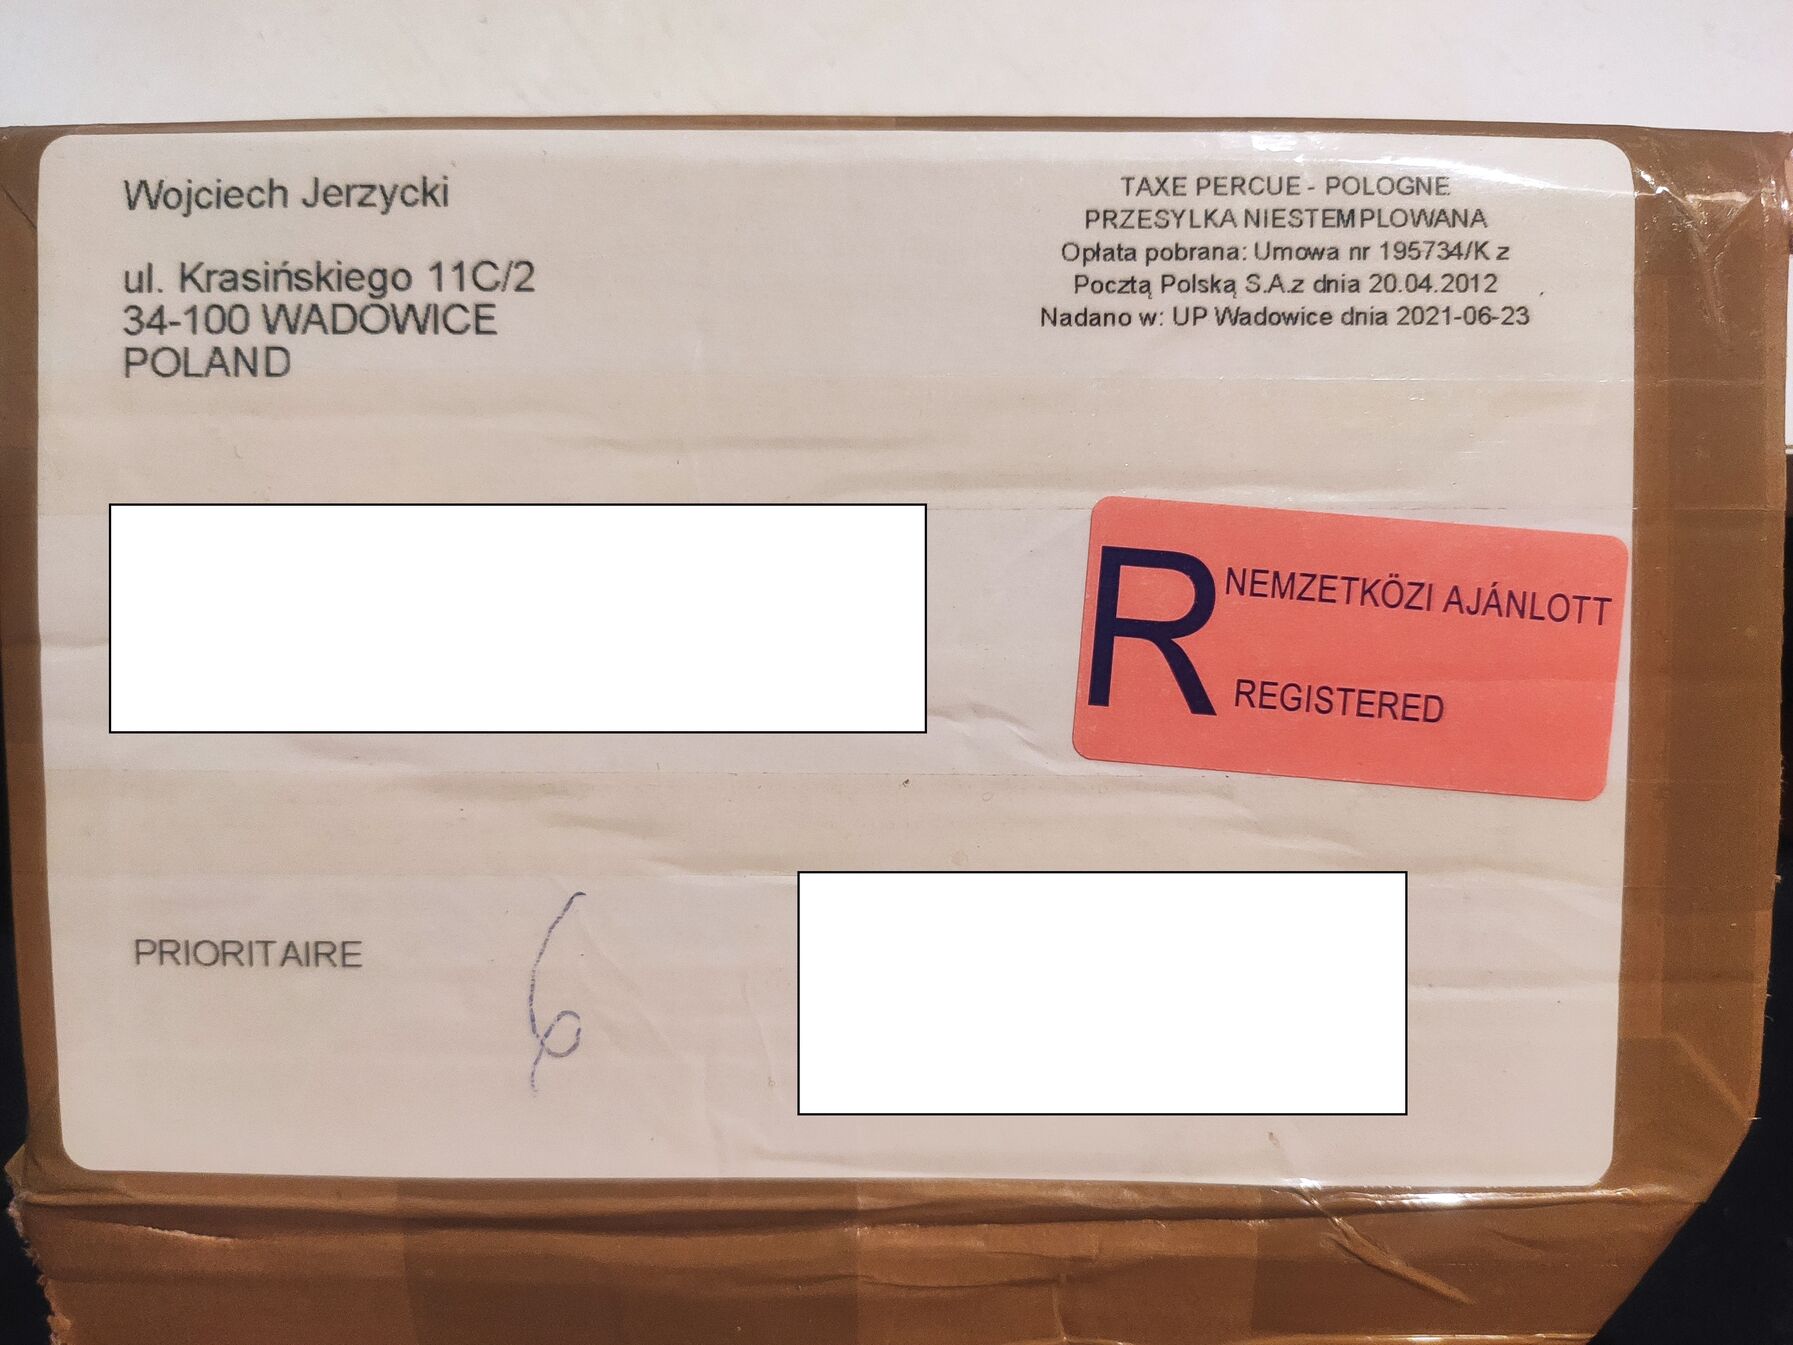 Wojciech Jerzycki
ul. Krasińskiego 11C/2
34-100 WADOWICE
POLAND
TAXE PERCUE - POLOGNE
PRZESYLKA NIESTEMPLOWANA
Opłata pobrana: Umowa nr 195734/K z
Pocztą Polską S.A.z dnia 20.04.2012
Nadano w: UP Wadowice dnia 2021-06-23
R
NEMZETKÖZI AJÁNLOTT
REGISTERED
PRIORITAIRE
6